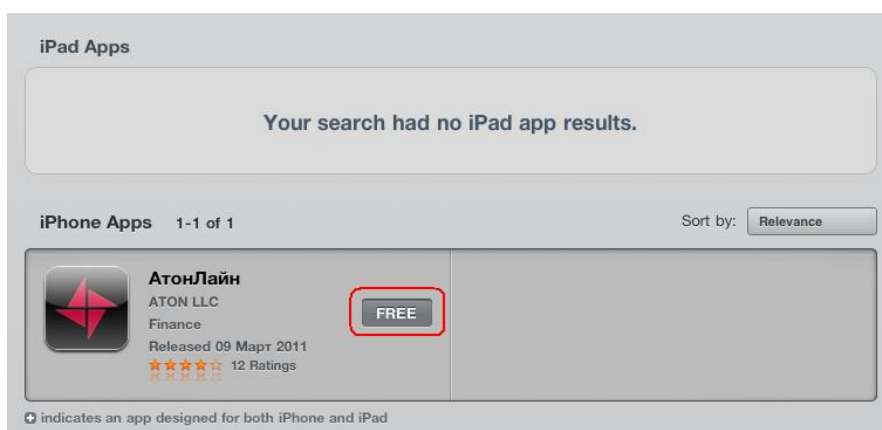 iPad Apps
Your search had no iPad app results.
iPhone Apps 1-1 of 1 Sort by: Relevance
АтонЛайн
ATON LLC
Finance
FREE
Released 09 Март 2011
12 Ratings
indicates an app designed for both iPhone and iPad